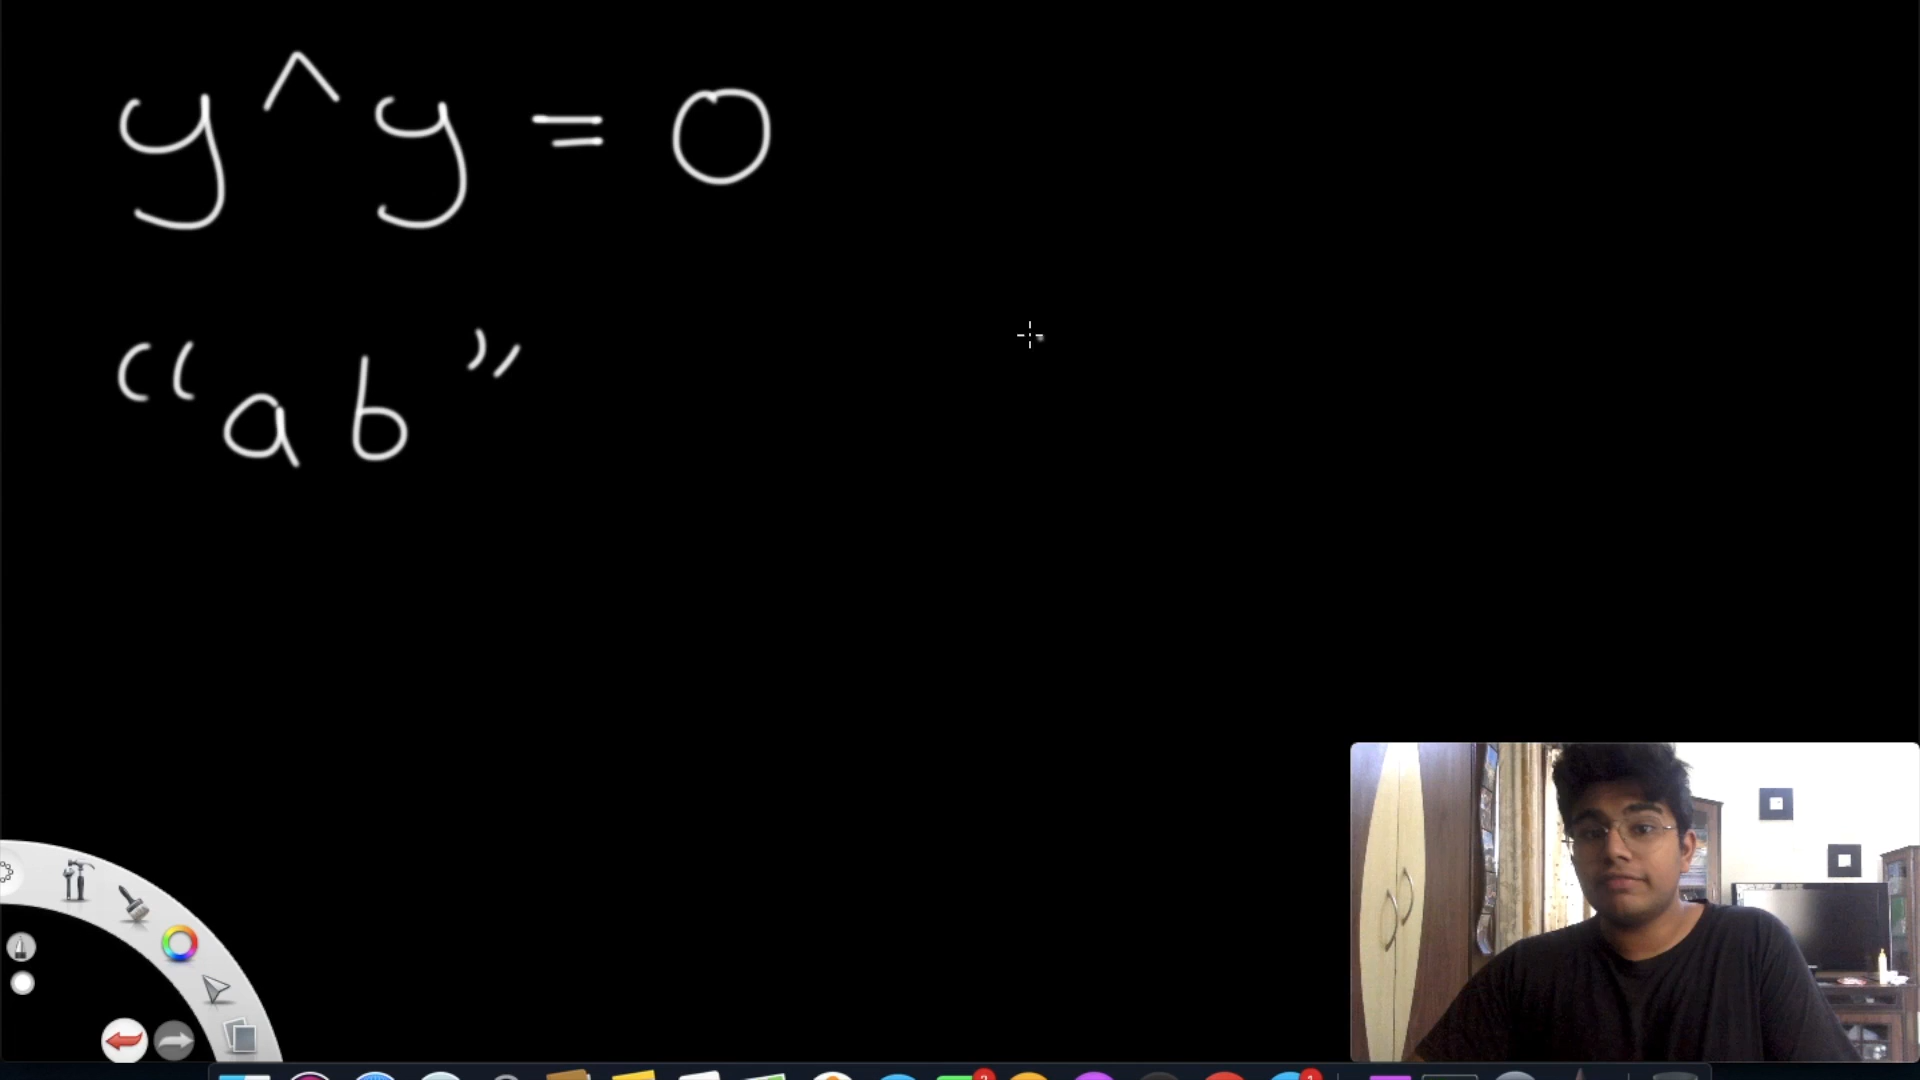 y ^ y = 0
“ab”